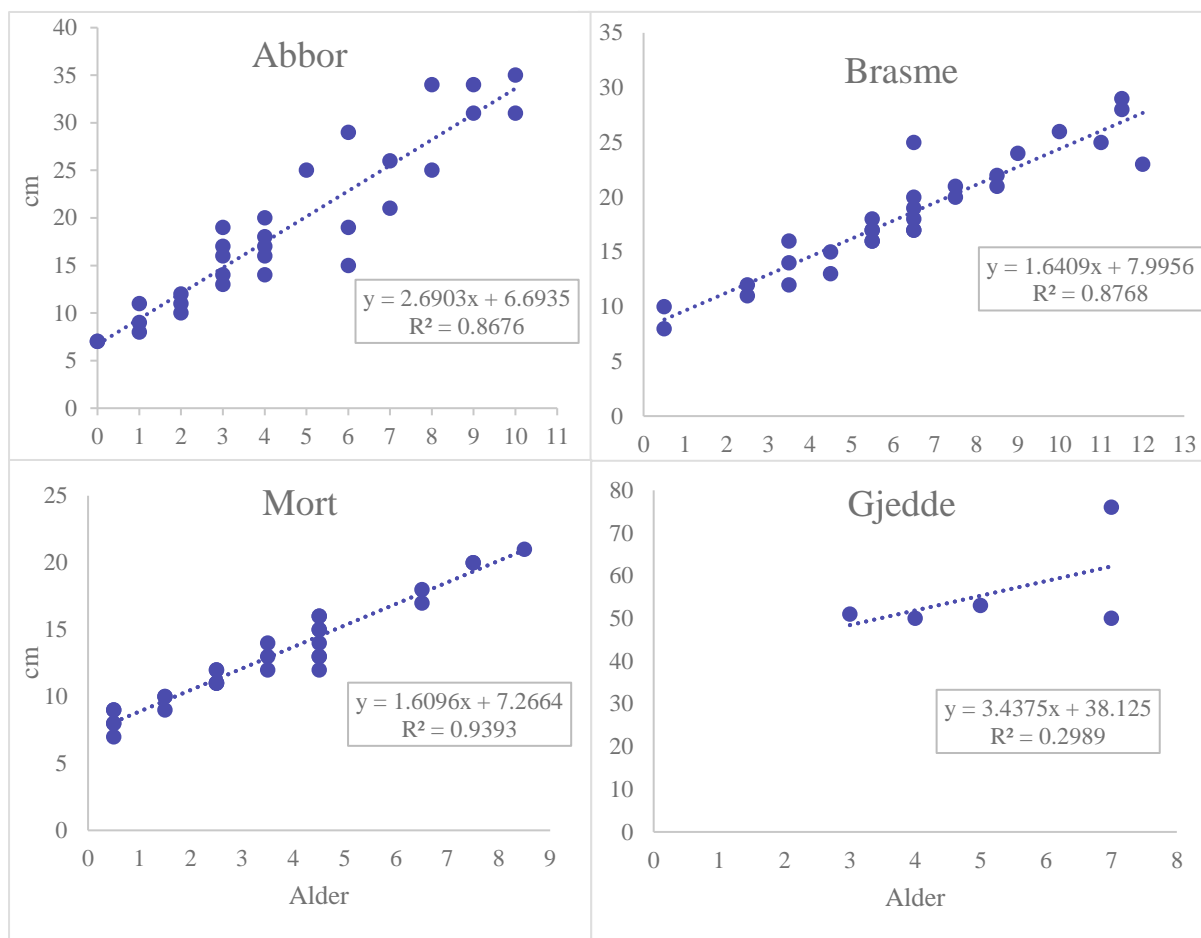 Abbor
40
35
30
25
20
15
10
5
0
cm
y = 2.6903x + 6.6935
R² = 0.8676
0 1 2 3 4 5 6 7 8 9 10 11
Brasme
35
30
25
20
15
10
5
0
y = 1.6409x + 7.9956
R² = 0.8768
0 1 2 3 4 5 6 7 8 9 10 11 12 13
Mort
25
20
15
10
5
0
cm
y = 1.6096x + 7.2664
R² = 0.9393
0 1 2 3 4 5 6 7 8 9
Alder
Gjedde
80
70
60
50
40
30
20
10
0
y = 3.4375x + 38.125
R² = 0.2989
0 1 2 3 4 5 6 7 8
Alder